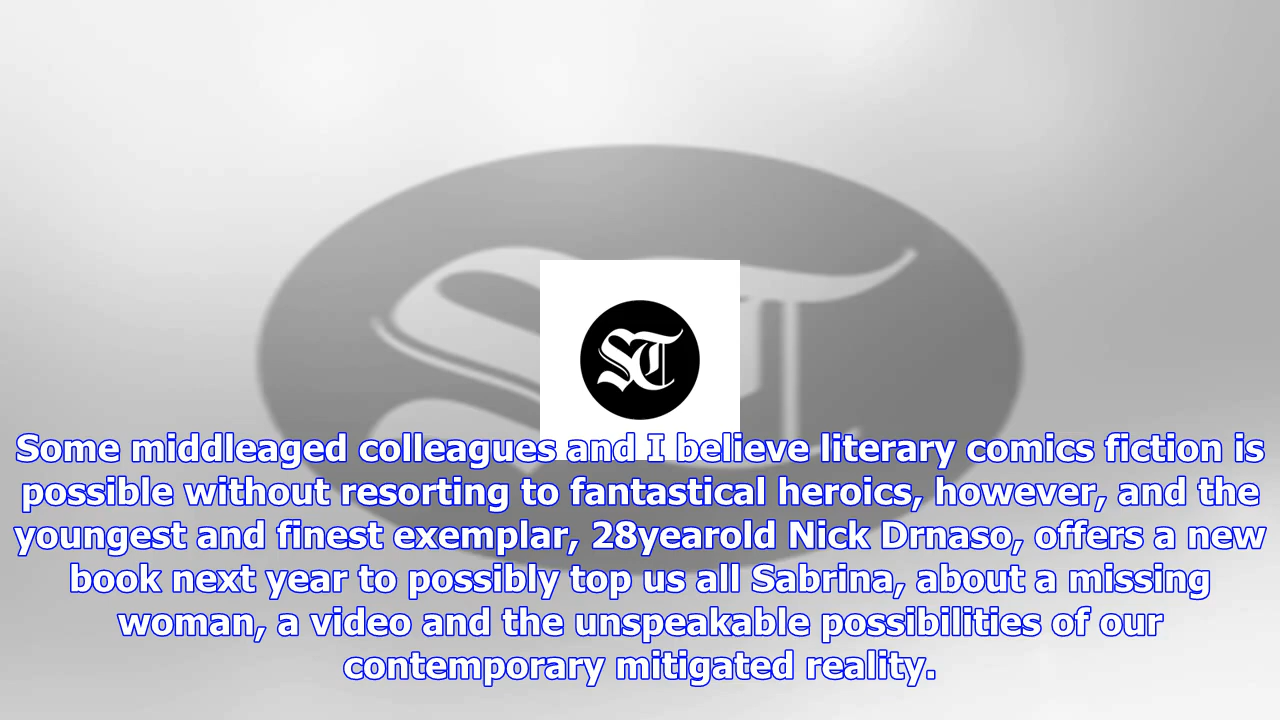 ST
Some middleaged colleagues and I believe literary comics fiction is
possible without resorting to fantastical heroics, however, and the
youngest and finest exemplar, 28yearold Nick Drnaso, offers a new
book next year to possibly top us all Sabrina, about a missing
woman, a video and the unspeakable possibilities of our
contemporary mitigated reality.